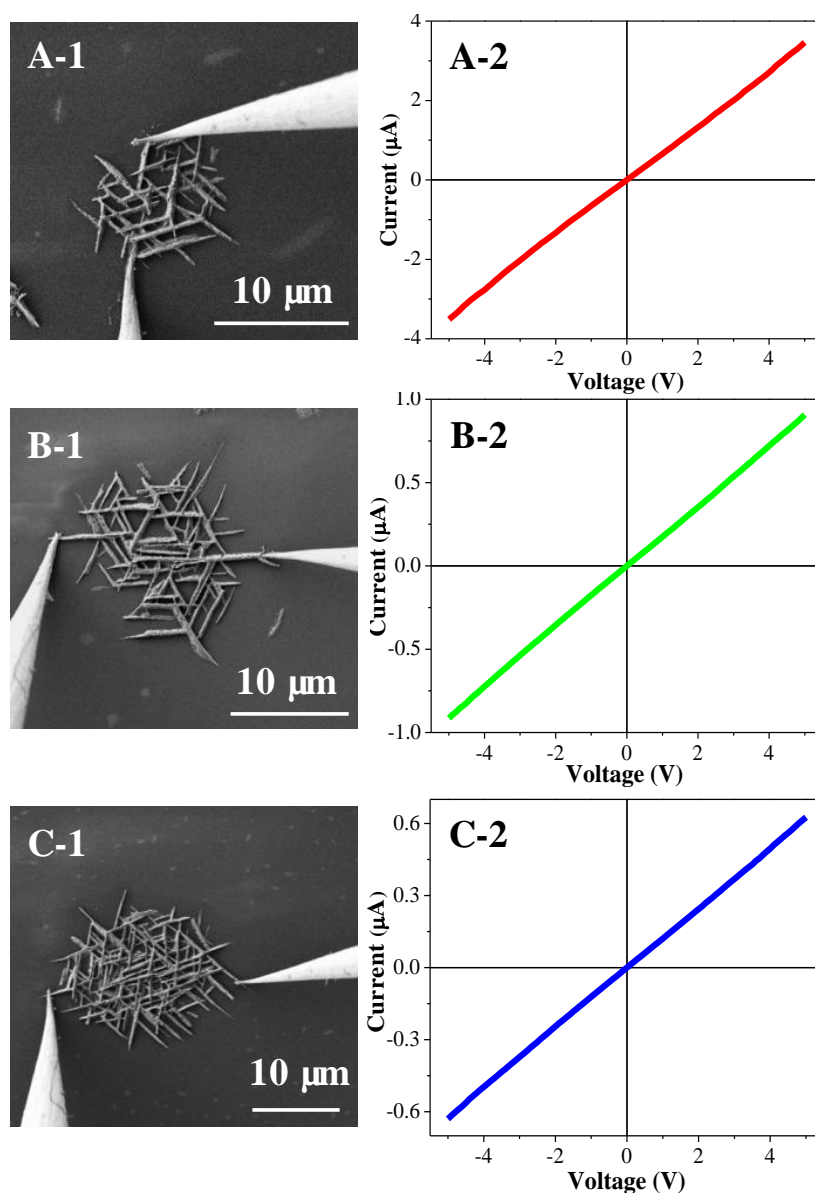 A-1
10 μm
A-2
Current (μA)
4
2
0
-2
-4
-4 -2 0 2 4
Voltage (V)
B-1
10 μm
B-2
Current (μA)
1.0
0.5
0.0
-0.5
-1.0
-4 -2 0 2 4
Voltage (V)
C-1
10 μm
C-2
Current (μA)
0.6
0.3
0.0
-0.3
-0.6
-4 -2 0 2 4
Voltage (V)